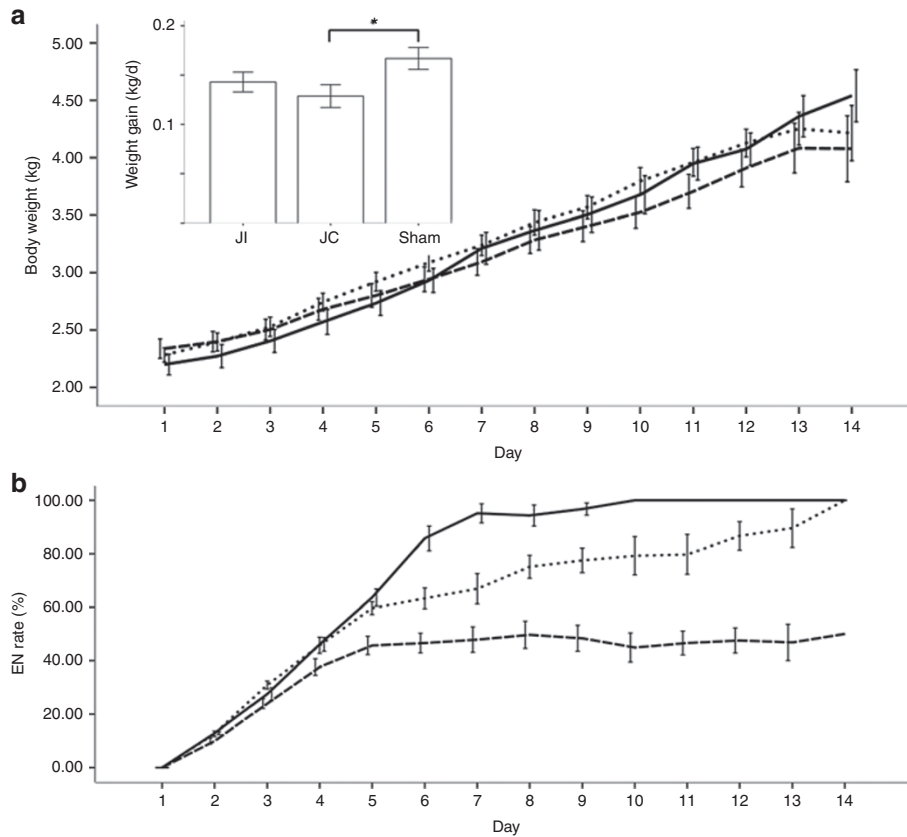 a
5.00
4.50
4.00
3.50
3.00
2.50
2.00
Body weight (kg)
0.2
0.1
Weight gain (kg/d)
*
JI JC Sham
1 2 3 4 5 6 7 8 9 10 11 12 13 14
Day
b
100.00
80.00
60.00
40.00
20.00
0.00
EN rate (%)
1 2 3 4 5 6 7 8 9 10 11 12 13 14
Day